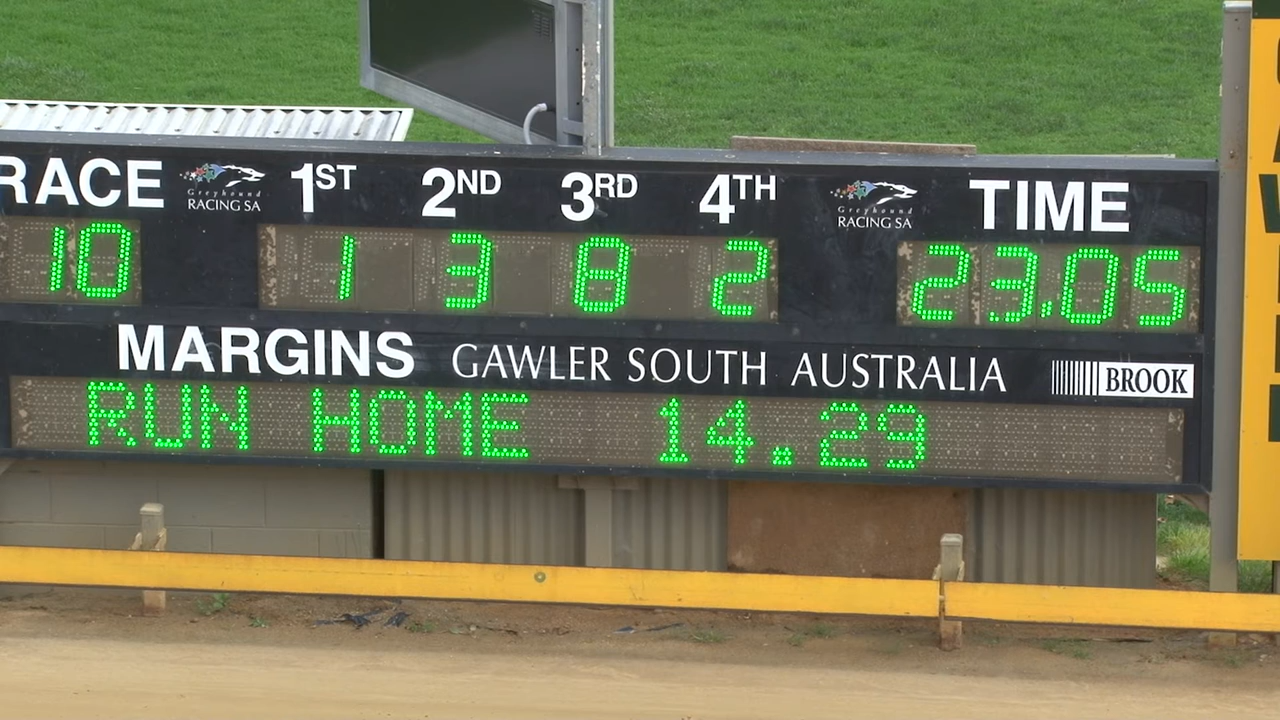 RACE Greyhound RACING SA 1ST 2ND 3RD 4TH Greyhound RACING SA TIME
10 1 3 8 2 23.05
MARGINS GAWLER SOUTH AUSTRALIA BROOK
RUN HOME 14.29